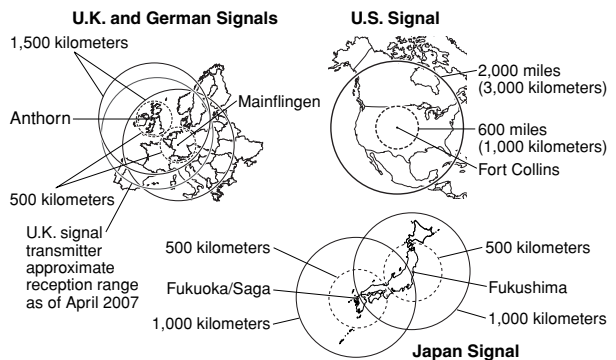 U.K. and German Signals
1,500 kilometers
Anthorn
Mainflingen
500 kilometers
U.K. signal
transmitter
approximate
reception range
as of April 2007
U.S. Signal
2,000 miles
(3,000 kilometers)
600 miles
(1,000 kilometers)
Fort Collins
500 kilometers
Fukuoka/Saga
1,000 kilometers
500 kilometers
Fukushima
1,000 kilometers
Japan Signal